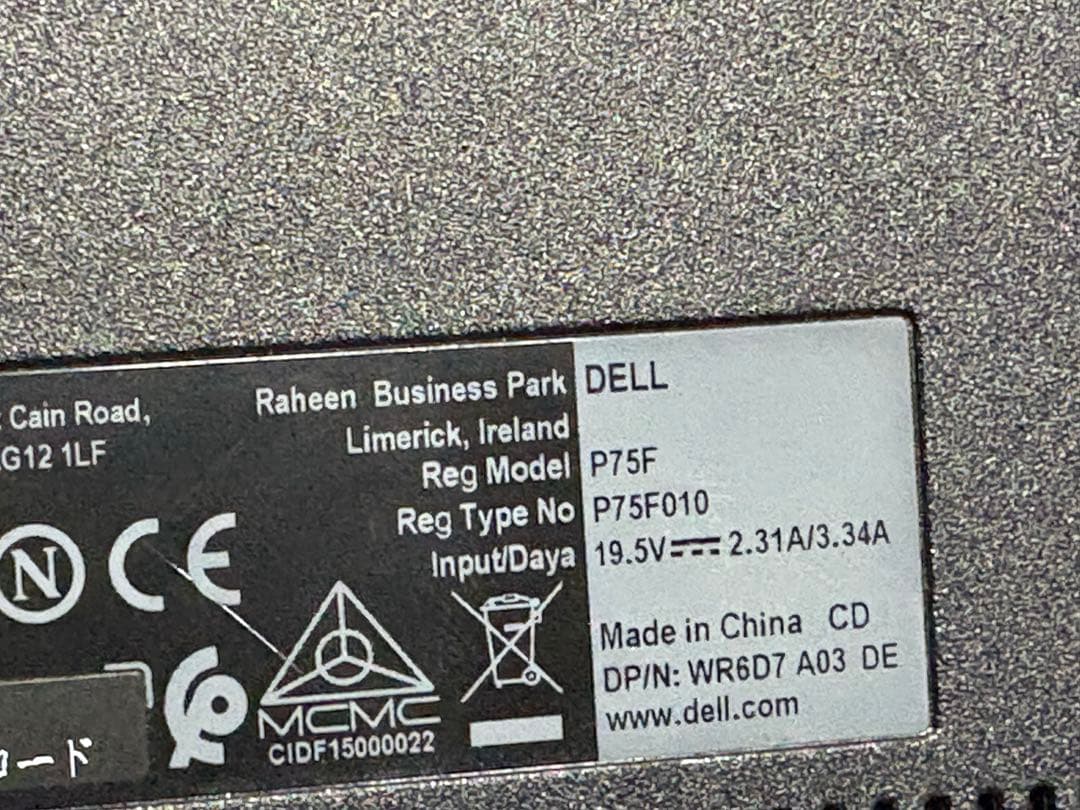 Cain Road,
G12 1LF
Raheen Business Park
Limerick, Ireland
Reg Model P75F
Reg Type No P75F010
Input/Daya 19.5V⎓2.31A/3.34A
DELL
N
CE
MCMC
CIDF15000022
Made in China CD
DP/N: WR6D7 A03 DE
www.dell.com
ード